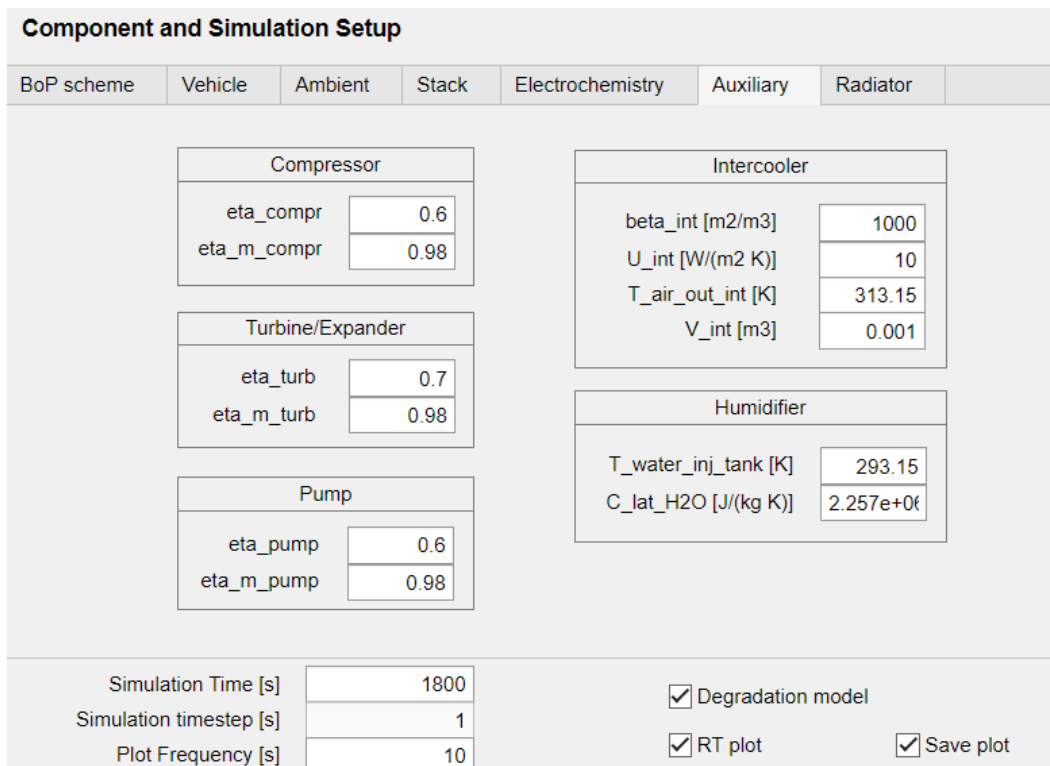 Component and Simulation Setup
BoP scheme Vehicle Ambient Stack Electrochemistry Auxiliary Radiator
Compressor
eta_compr 0.6
eta_m_compr 0.98
Turbine/Expander
eta_turb 0.7
eta_m_turb 0.98
Pump
eta_pump 0.6
eta_m_pump 0.98
Intercooler
beta_int [m2/m3] 1000
U_int [W/(m2 K)] 10
T_air_out_int [K] 313.15
V_int [m3] 0.001
Humidifier
T_water_inj_tank [K] 293.15
C_lat_H2O [J/(kg K)] 2.257e+06
Simulation Time [s] 1800
Simulation timestep [s] 1
Plot Frequency [s] 10
Degradation model
RT plot Save plot